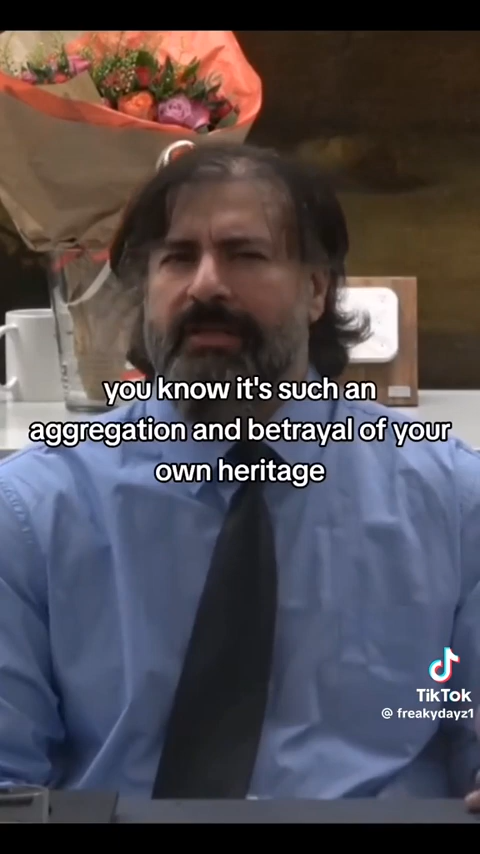 you know it's such an
aggregation and betrayal of your
own heritage
TikTok
@ freakydayz1